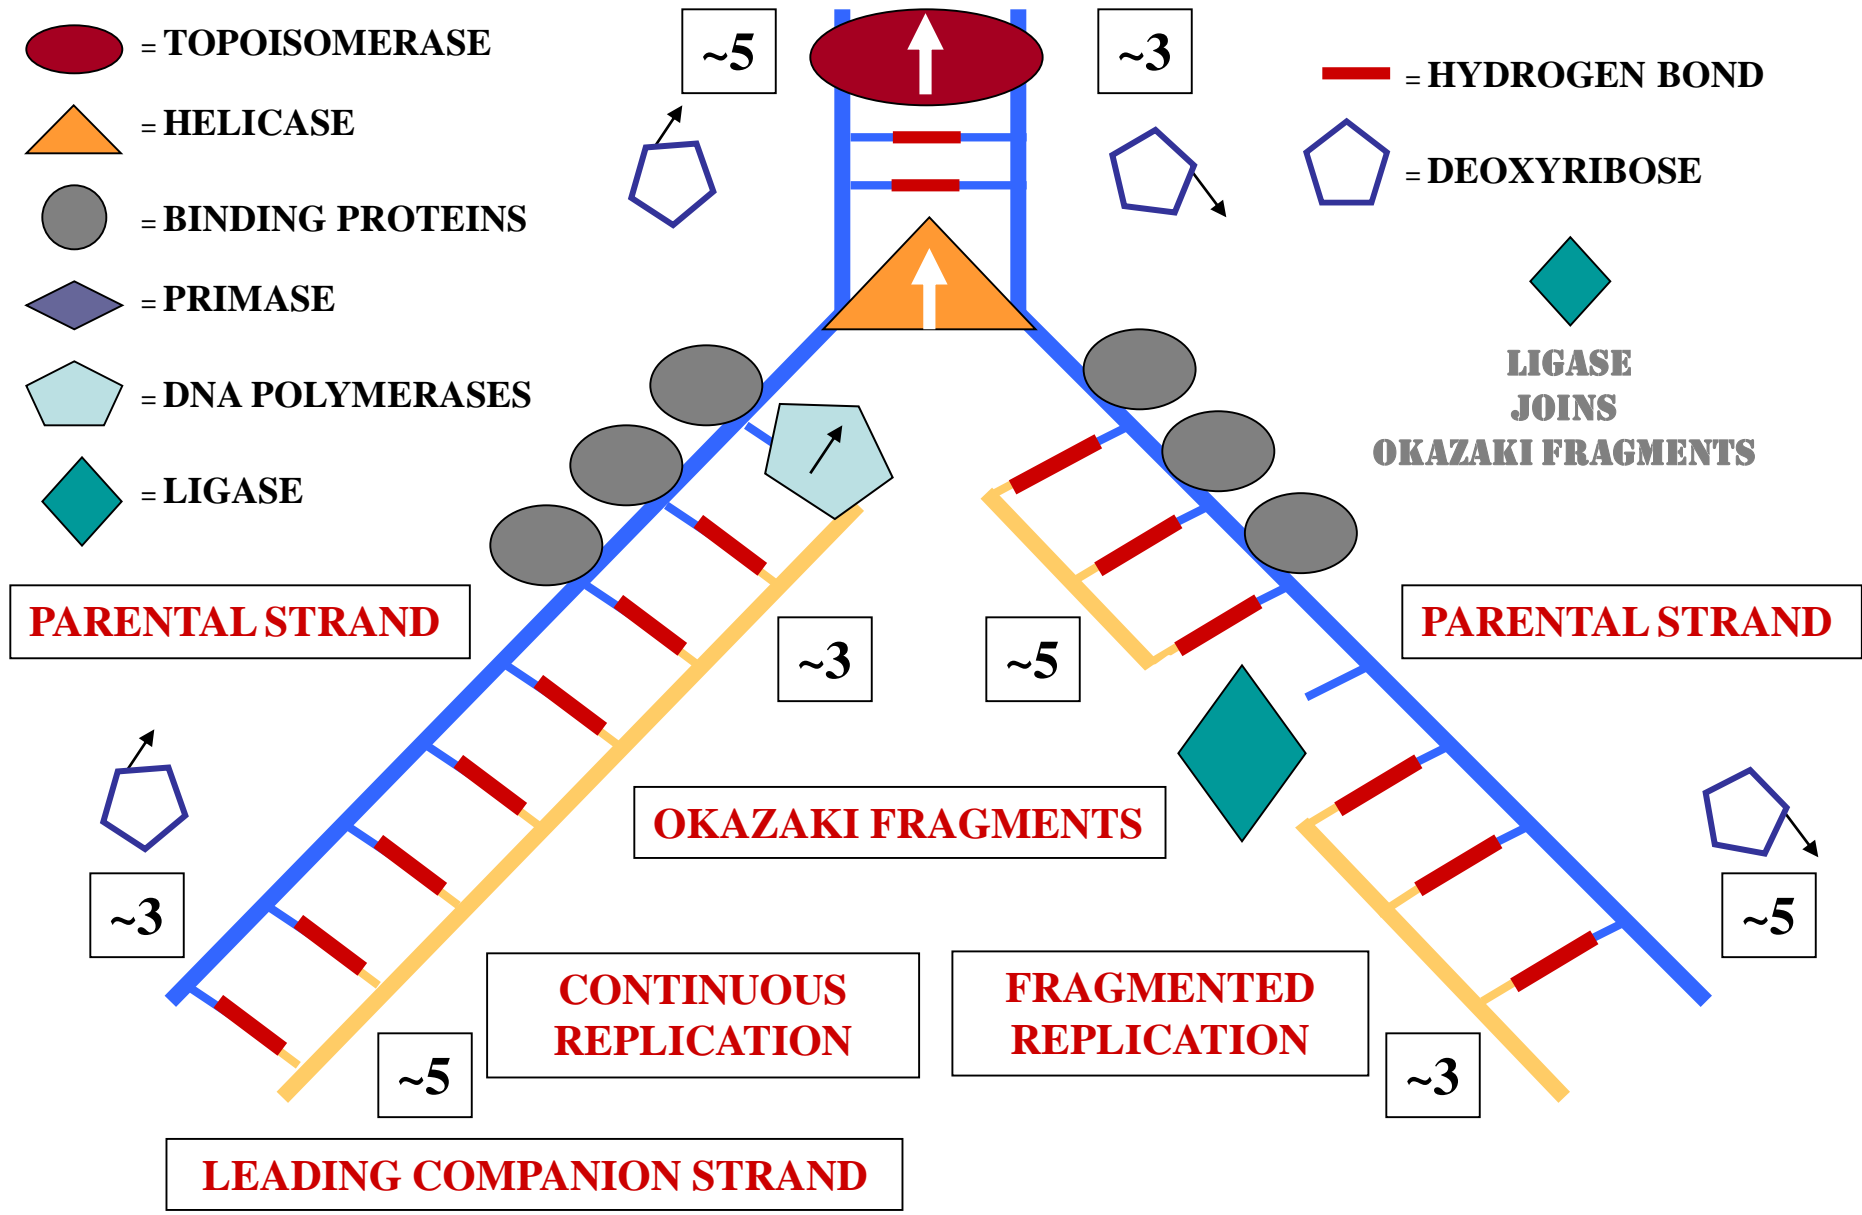 = TOPOISOMERASE
= HELICASE
= BINDING PROTEINS
= PRIMASE
= DNA POLYMERASES
= LIGASE
~5
~3
= HYDROGEN BOND
= DEOXYRIBOSE
LIGASE
JOINS
OKAZAKI FRAGMENTS
PARENTAL STRAND
~3
~5
PARENTAL STRAND
OKAZAKI FRAGMENTS
~3
~5
CONTINUOUS
REPLICATION
FRAGMENTED
REPLICATION
~5
~3
LEADING COMPANION STRAND